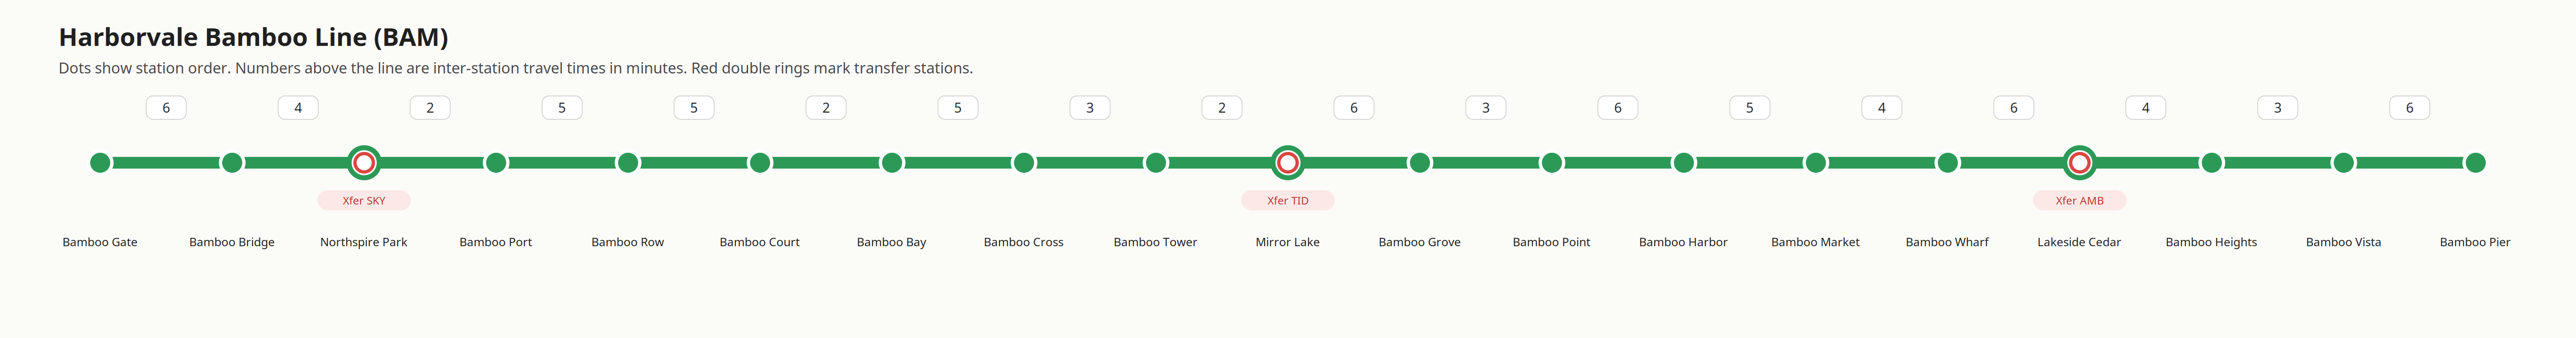 Harborvale Bamboo Line (BAM)
Dots show station order. Numbers above the line are inter-station travel times in minutes. Red double rings mark transfer stations.
6 4 2 5 5 2 5 3 2 6 3 6 5 4 6 4 3 6
Xfer SKY Xfer TID Xfer AMB
Bamboo Gate Bamboo Bridge Northspire Park Bamboo Port Bamboo Row Bamboo Court Bamboo Bay Bamboo Cross Bamboo Tower Mirror Lake Bamboo Grove Bamboo Point Bamboo Harbor Bamboo Market Bamboo Wharf Lakeside Cedar Bamboo Heights Bamboo Vista Bamboo Pier